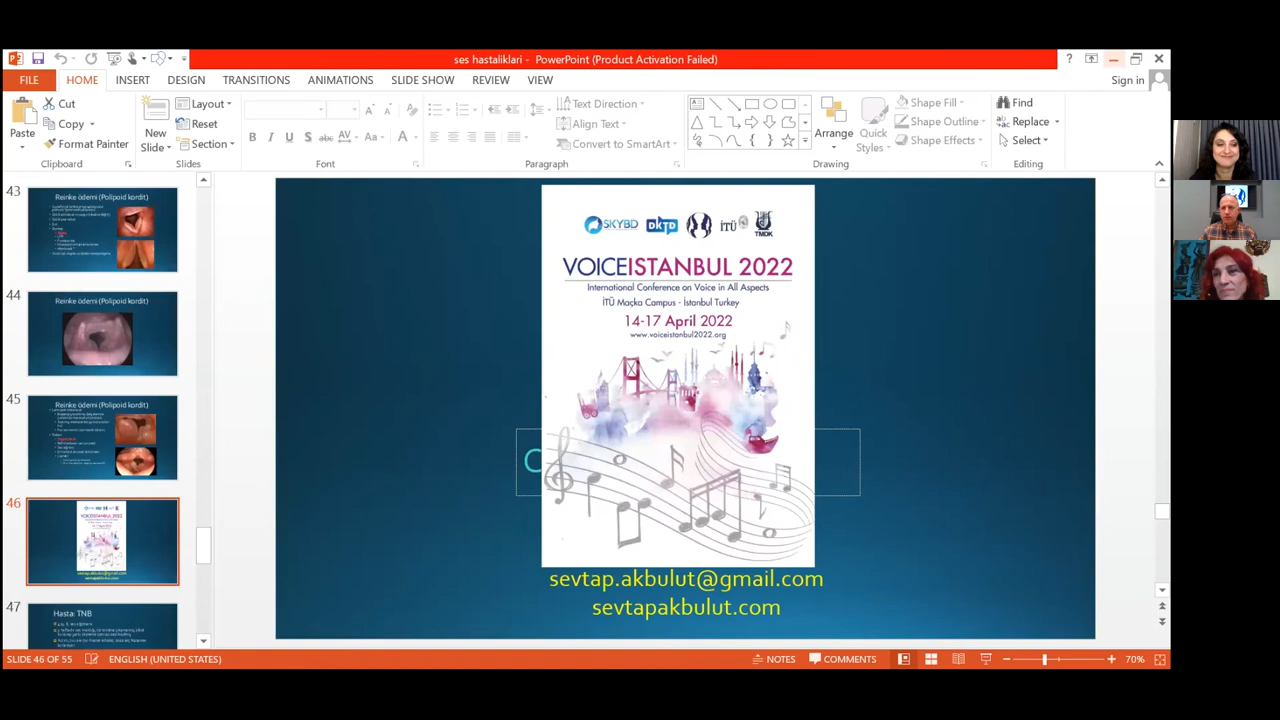 ses hastaliklari - PowerPoint (Product Activation Failed)
FILE HOME INSERT DESIGN TRANSITIONS ANIMATIONS SLIDE SHOW REVIEW VIEW
Sign in
Paste
Cut
Copy
Format Painter
Clipboard
New
Slide
Layout
Reset
Section
Slides
Font
Text Direction
Align Text
Convert to SmartArt
Paragraph
Arrange
Quick
Styles
Shape Fill
Shape Outline
Shape Effects
Drawing
Find
Replace
Select
Editing
43
Reinke ödemi (Polipoid kordit)
44
Reinke ödemi (Polipoid kordit)
45
Reinke ödemi (Polipoid kordit)
46
47
Hasta: TNB
SKYBD DKTD İTÜ TMDK
VOICEISTANBUL 2022
International Conference on Voice in All Aspects
İTÜ Maçka Campus - İstanbul Turkey
14-17 April 2022
www.voiceistanbul2022.org
sevtap.akbulut@gmail.com
sevtapakbulut.com
SLIDE 46 OF 55 ENGLISH (UNITED STATES) NOTES COMMENTS 70%